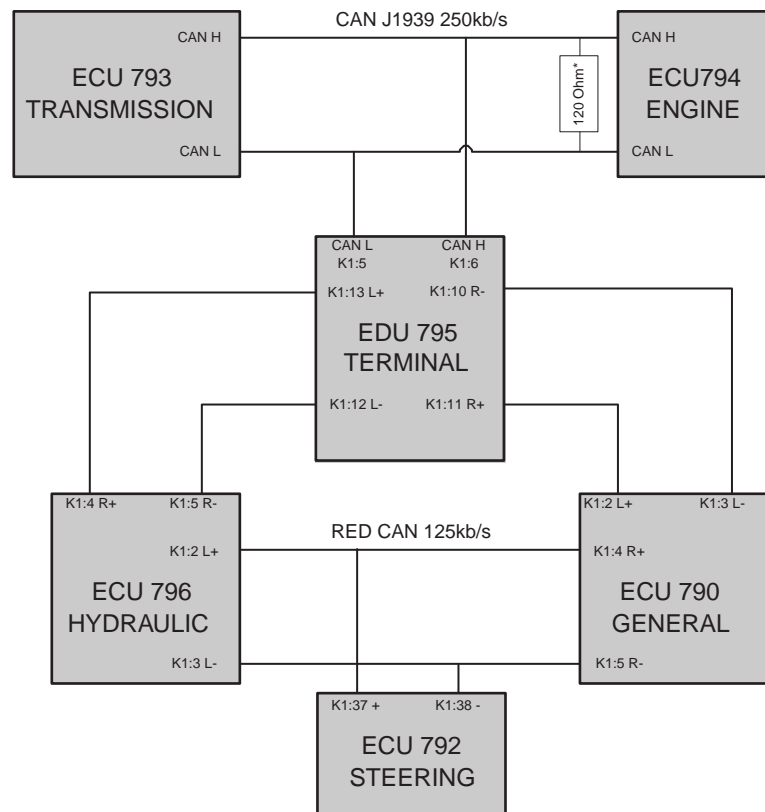 CAN J1939 250kb/s
CAN H
ECU 793
TRANSMISSION
CAN L
120 Ohm*
CAN H
ECU794
ENGINE
CAN L
CAN L
K1:5
CAN H
K1:6
K1:13 L+
K1:10 R-
EDU 795
TERMINAL
K1:12 L-
K1:11 R+
K1:4 R+
K1:5 R-
K1:2 L+
ECU 796
HYDRAULIC
K1:3 L-
RED CAN 125kb/s
K1:2 L+
K1:3 L-
K1:4 R+
ECU 790
GENERAL
K1:5 R-
K1:37 +
K1:38 -
ECU 792
STEERING